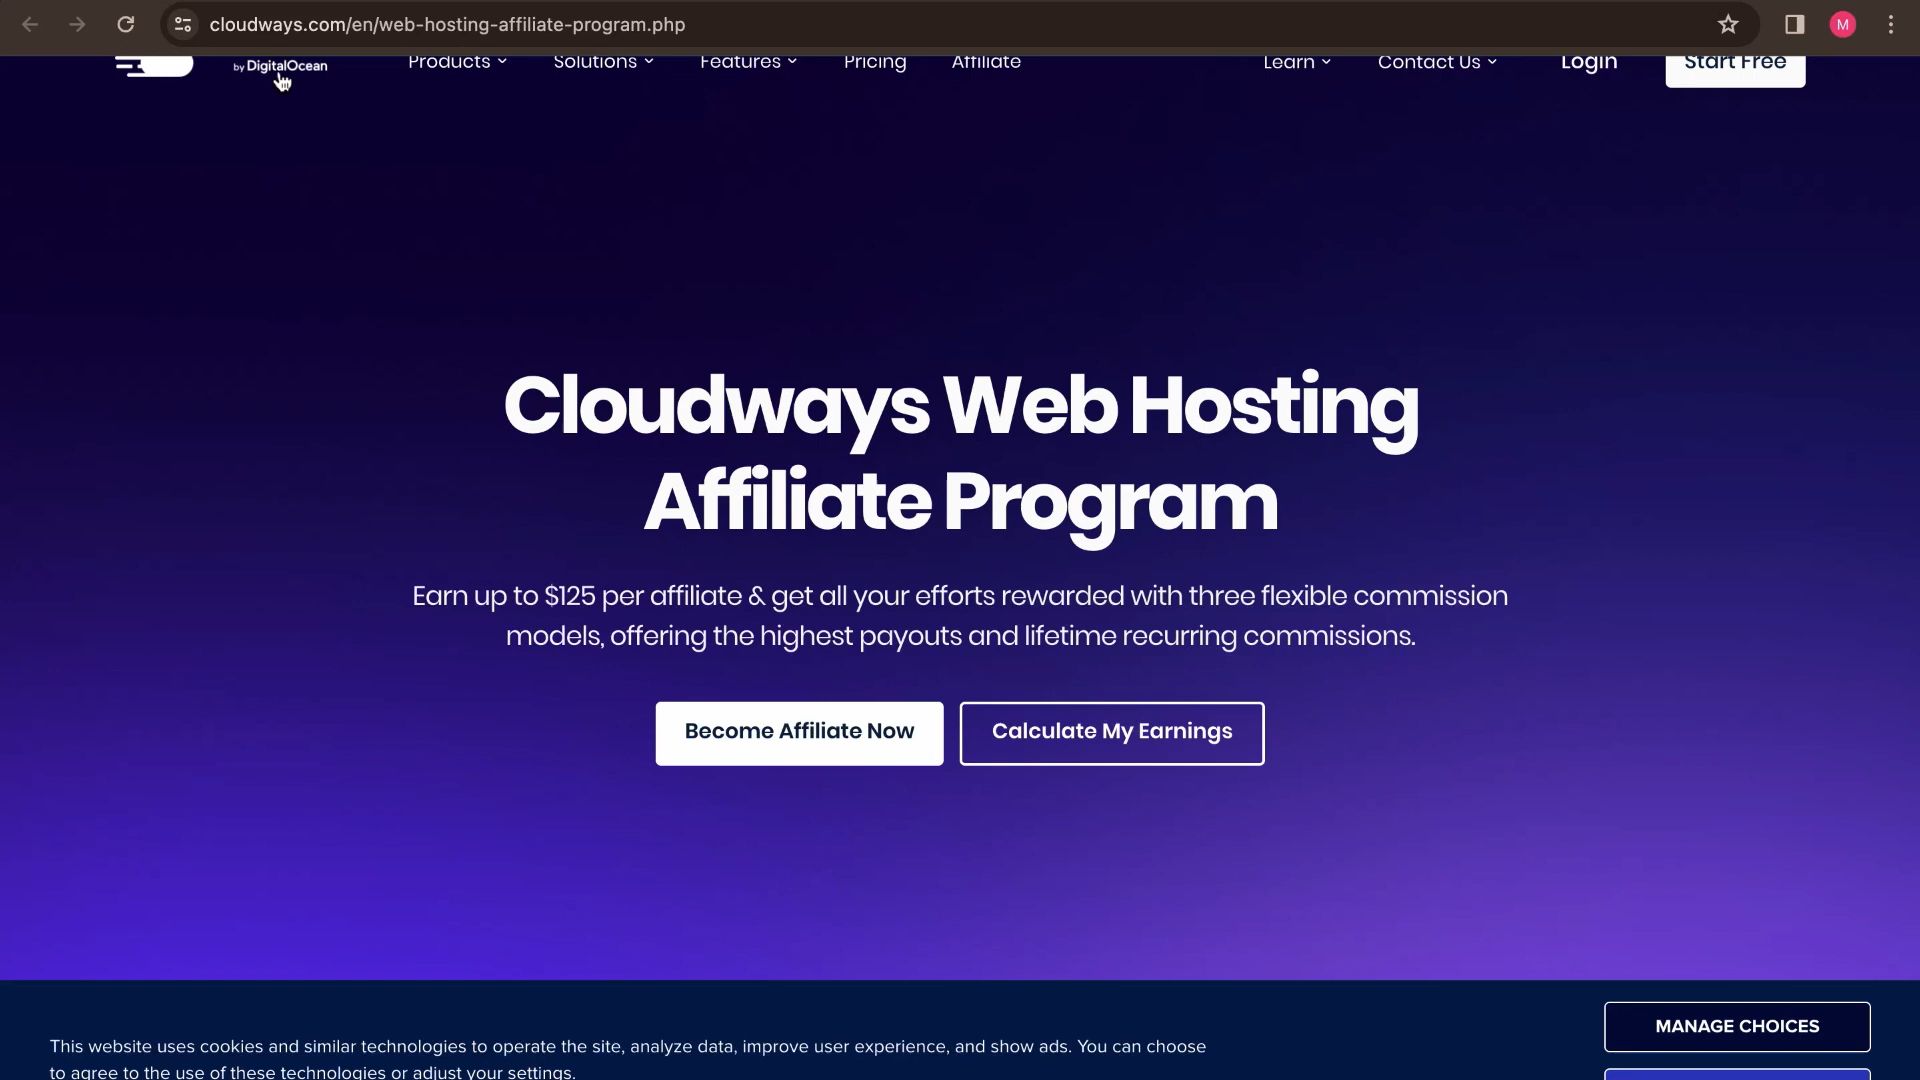 cloudways.com/en/web-hosting-affiliate-program.php
M
by DigitalOcean
Products
Solutions
Features
Pricing
Affiliate
Learn
Contact Us
Login
Start Free
Cloudways Web Hosting
Affiliate Program
Earn up to $125 per affiliate & get all your efforts rewarded with three flexible commission
models, offering the highest payouts and lifetime recurring commissions.
Become Affiliate Now
Calculate My Earnings
This website uses cookies and similar technologies to operate the site, analyze data, improve user experience, and show ads. You can choose
to agree to the use of these technologies or adjust your settings.
MANAGE CHOICES